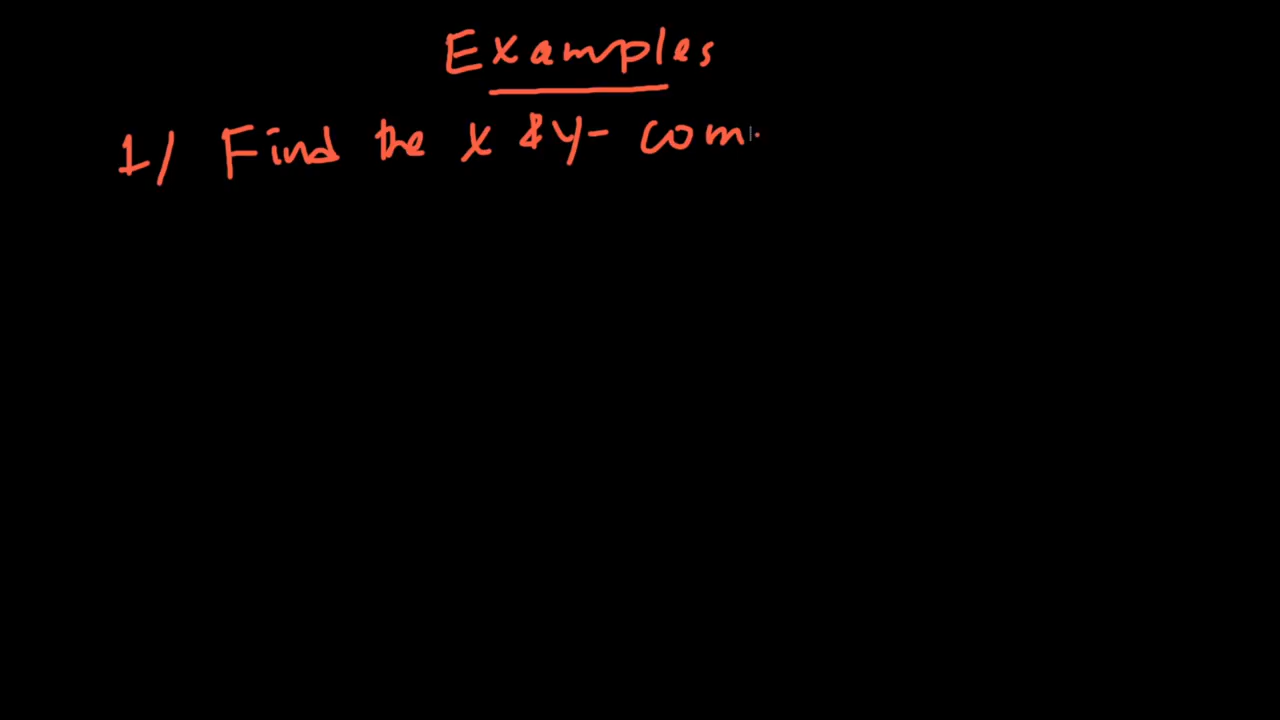 Examples
1/ Find the x & y- com